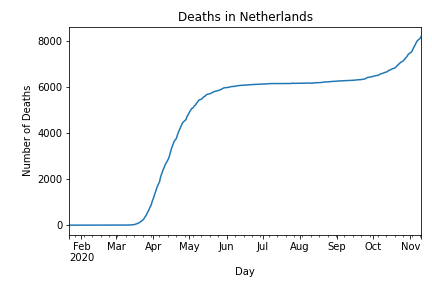 Deaths in Netherlands
Number of Deaths
8000
6000
4000
2000
0
Feb Mar Apr May Jun Jul Aug Sep Oct Nov
2020
Day